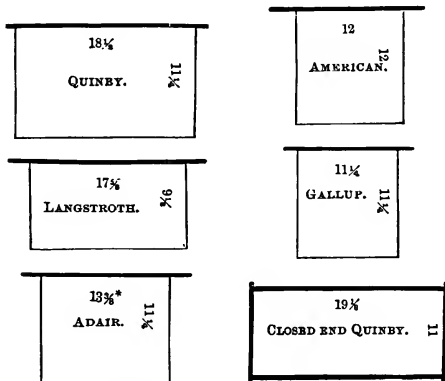 18⅛
11¼
QUINBY.
12
12
AMERICAN.
17⅝
9⅛
LANGSTROTH.
11¼
GALLUP.
11¼
13⅜*
11¼
ADAIR.
19⅛
CLOSED END QUINBY.
11